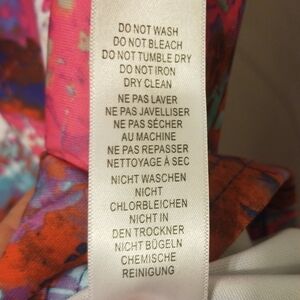 DO NOT WASH
DO NOT BLEACH
DO NOT TUMBLE DRY
DO NOT IRON
DRY CLEAN
NE PAS LAVER
NE PAS JAVELLISER
NE PAS SÉCHER
AU MACHINE
NE PAS REPASSER
NETTOYAGE À SEC
NICHT WASCHEN
NICHT
CHLORBLEICHEN
NICHT IN
DEN TROCKNER
NICHT BÜGELN
CHEMISCHE
REINIGUNG